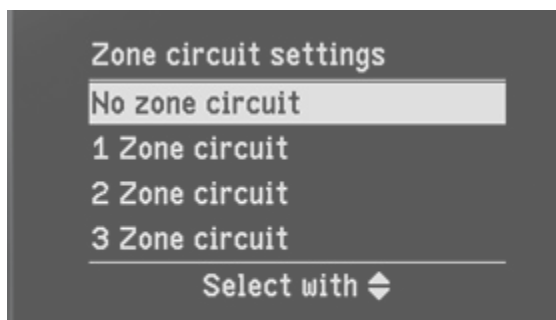 Zone circuit settings
No zone circuit
1 Zone circuit
2 Zone circuit
3 Zone circuit
Select with